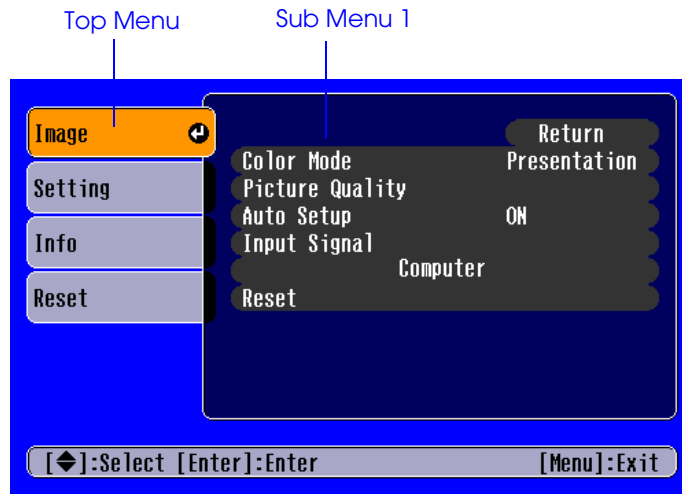 Top Menu
Sub Menu 1
Image
Setting
Info
Reset
Return
Color Mode Presentation
Picture Quality
Auto Setup ON
Input Signal
Computer
Reset
[◆]:Select [Enter]:Enter [Menu]:Exit